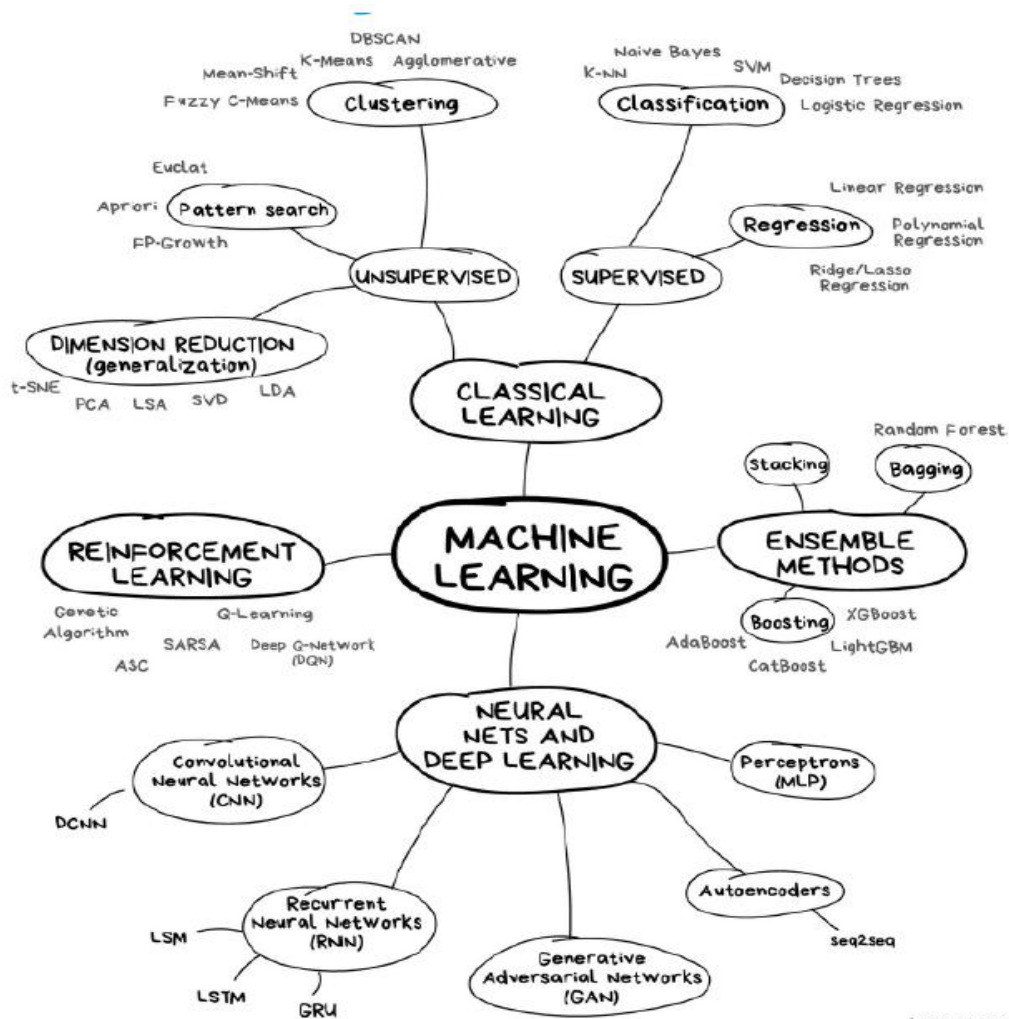 DBSCAN
K-Means
Agglomerative
Mean-Shift
Fuzzy C-Means
Clustering
Naive Bayes
K-NN
SVM
Decision Trees
Logistic Regression
Classification
Euclat
Apriori
Pattern search
FP-Growth
Linear Regression
Regression
Polynomial
Regression
Ridge/Lasso
Regression
UNSUPERVISED
SUPERVISED
DIMENSION REDUCTION
(generalization)
t-SNE
PCA
LSA
SVD
LDA
CLASSICAL
LEARNING
Random Forest
Stacking
Bagging
MACHINE
LEARNING
REINFORCEMENT
LEARNING
ENSEMBLE
METHODS
Genetic
Algorithm
Q-Learning
SARSA
Deep Q-Network
(DQN)
ASC
Boosting
XGBoost
AdaBoost
LightGBM
CatBoost
NEURAL
NETS AND
DEEP LEARNING
Convolutional
Neural Networks
(CNN)
DCNN
Perceptrons
(MLP)
Autoencoders
seq2seq
Recurrent
Neural Networks
(RNN)
LSM
LSTM
GRU
Generative
Adversarial Networks
(GAN)